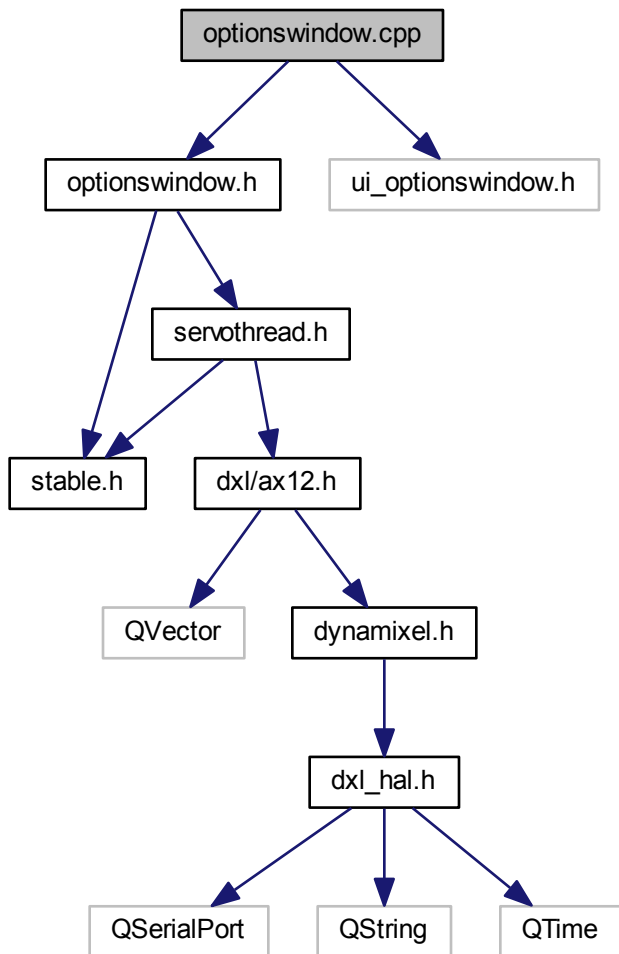 optionswindow.cpp
optionswindow.h
ui_optionswindow.h
servothread.h
stable.h
dxl/ax12.h
QVector
dynamixel.h
dxl_hal.h
QSerialPort
QString
QTime